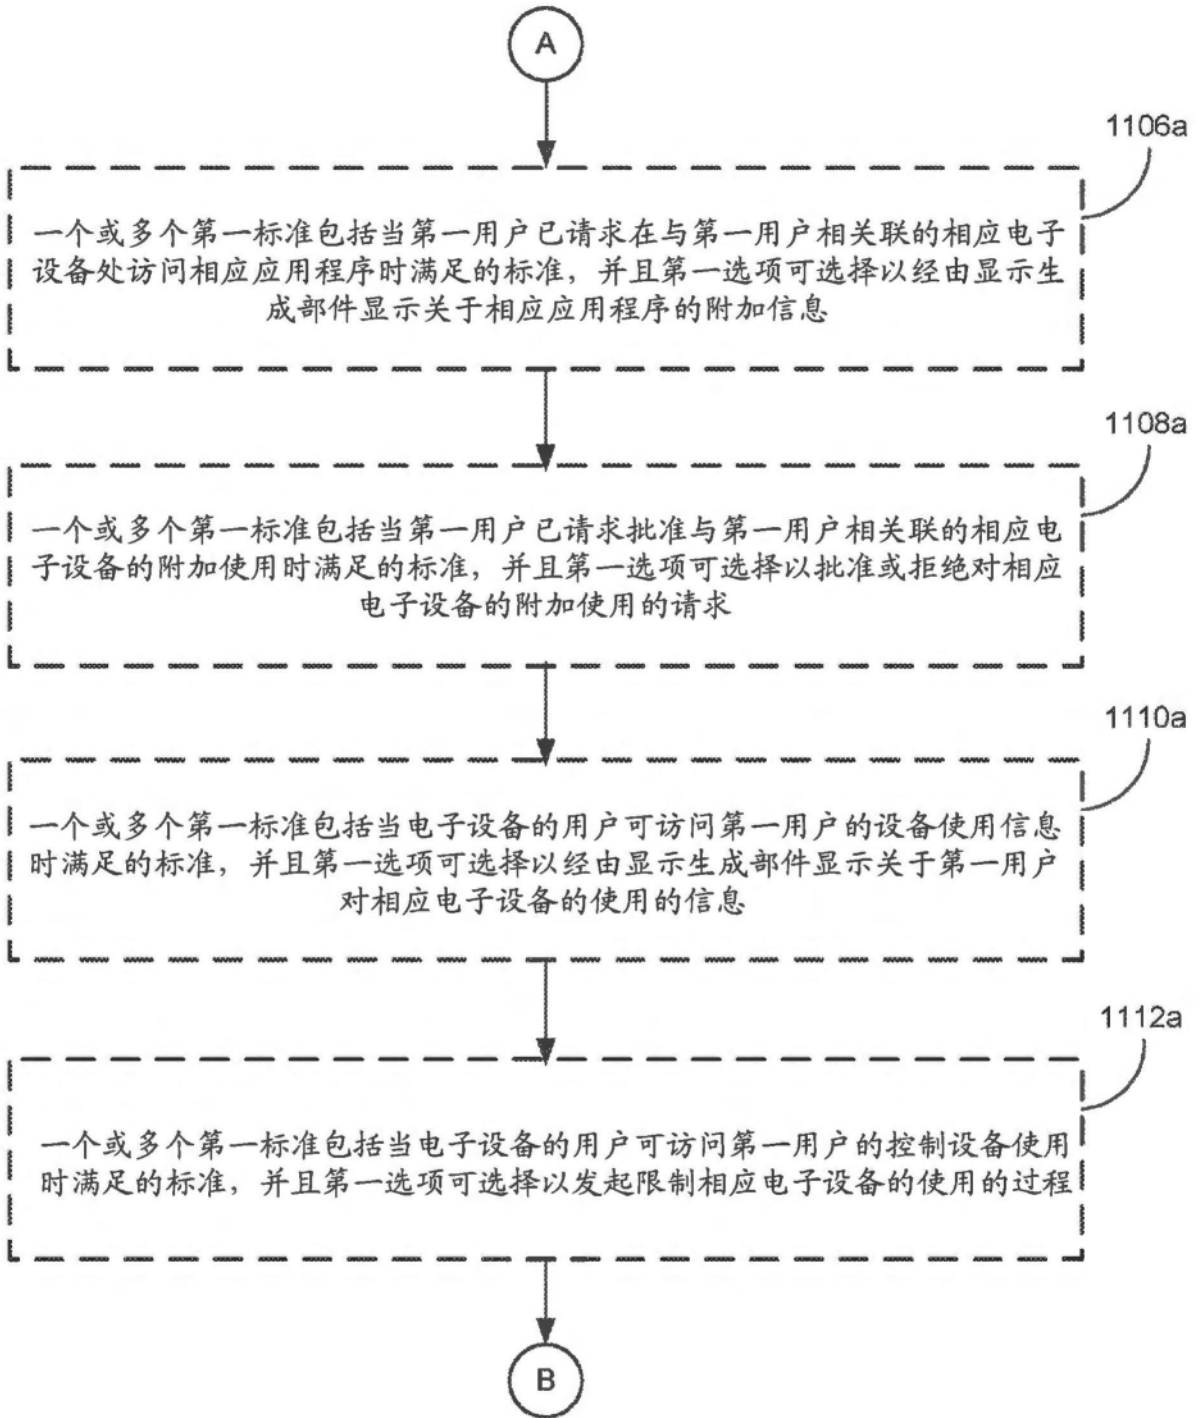 A
1106a
一个或多个第一标准包括当第一用户已请求在与第一用户相关联的相应电子
设备处访问相应应用程序时满足的标准，并且第一选项可选择以经由显示生
成部件显示关于相应应用程序的附加信息
1108a
一个或多个第一标准包括当第一用户已请求批准与第一用户相关联的相应电
子设备的附加使用时满足的标准，并且第一选项可选择以批准或拒绝对相应
电子设备的附加使用的请求
1110a
一个或多个第一标准包括当电子设备的用户可访问第一用户的设备使用信息
时满足的标准，并且第一选项可选择以经由显示生成部件显示关于第一用户
对相应电子设备的使用的信息
1112a
一个或多个第一标准包括当电子设备的用户可访问第一用户的控制设备使用
时满足的标准，并且第一选项可选择以发起限制相应电子设备的使用的过程
B